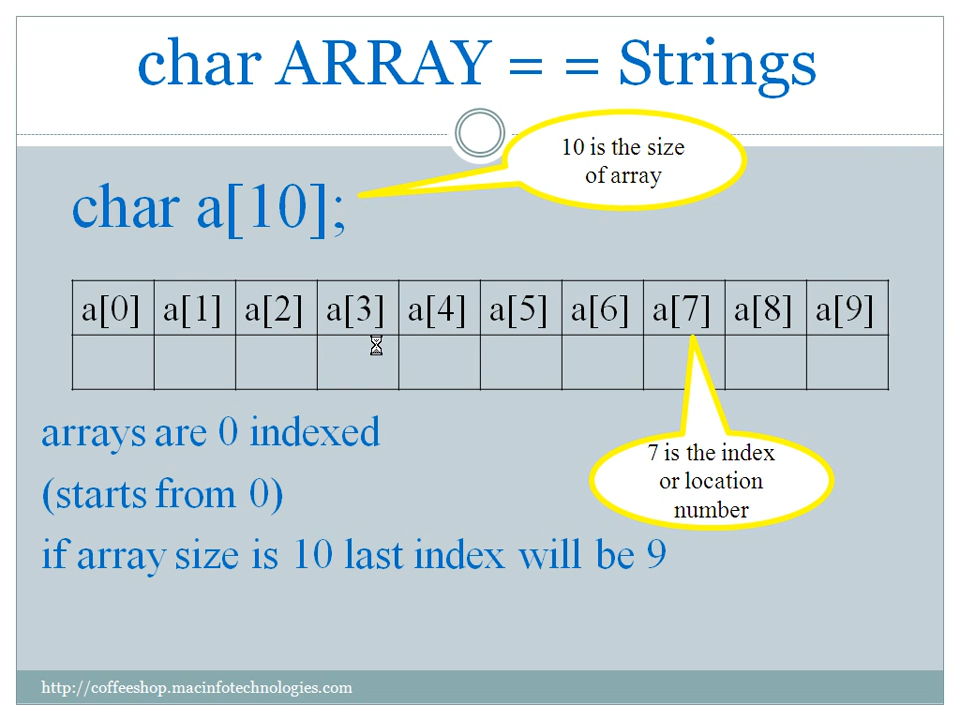 char ARRAY = = Strings
10 is the size
of array
char a[10];
a[0] a[1] a[2] a[3] a[4] a[5] a[6] a[7] a[8] a[9]
arrays are 0 indexed
7 is the index
or location
number
(starts from 0)
if array size is 10 last index will be 9
http://coffeeshop.macinfotechnologies.com